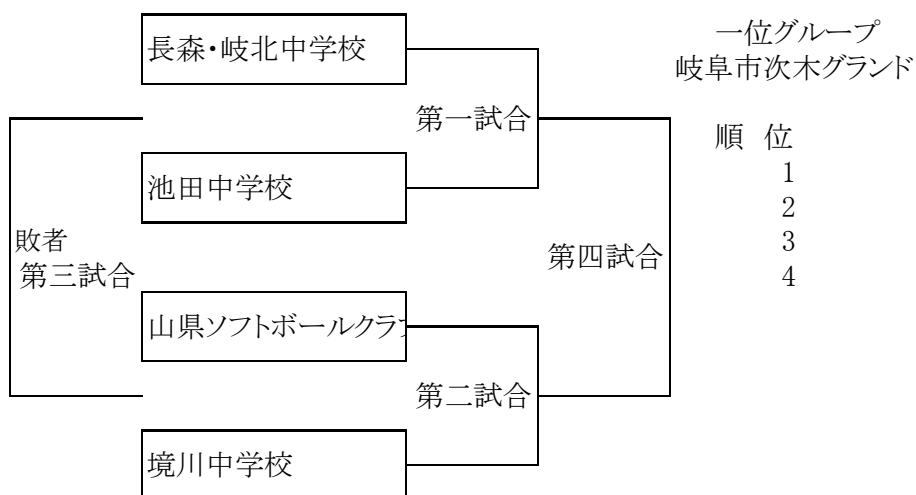 長森・岐北中学校
一位グループ
岐阜市次木グランド
第一試合
順 位
1
2
3
4
池田中学校
敗者
第三試合
第四試合
山県ソフトボールクラブ
第二試合
境川中学校